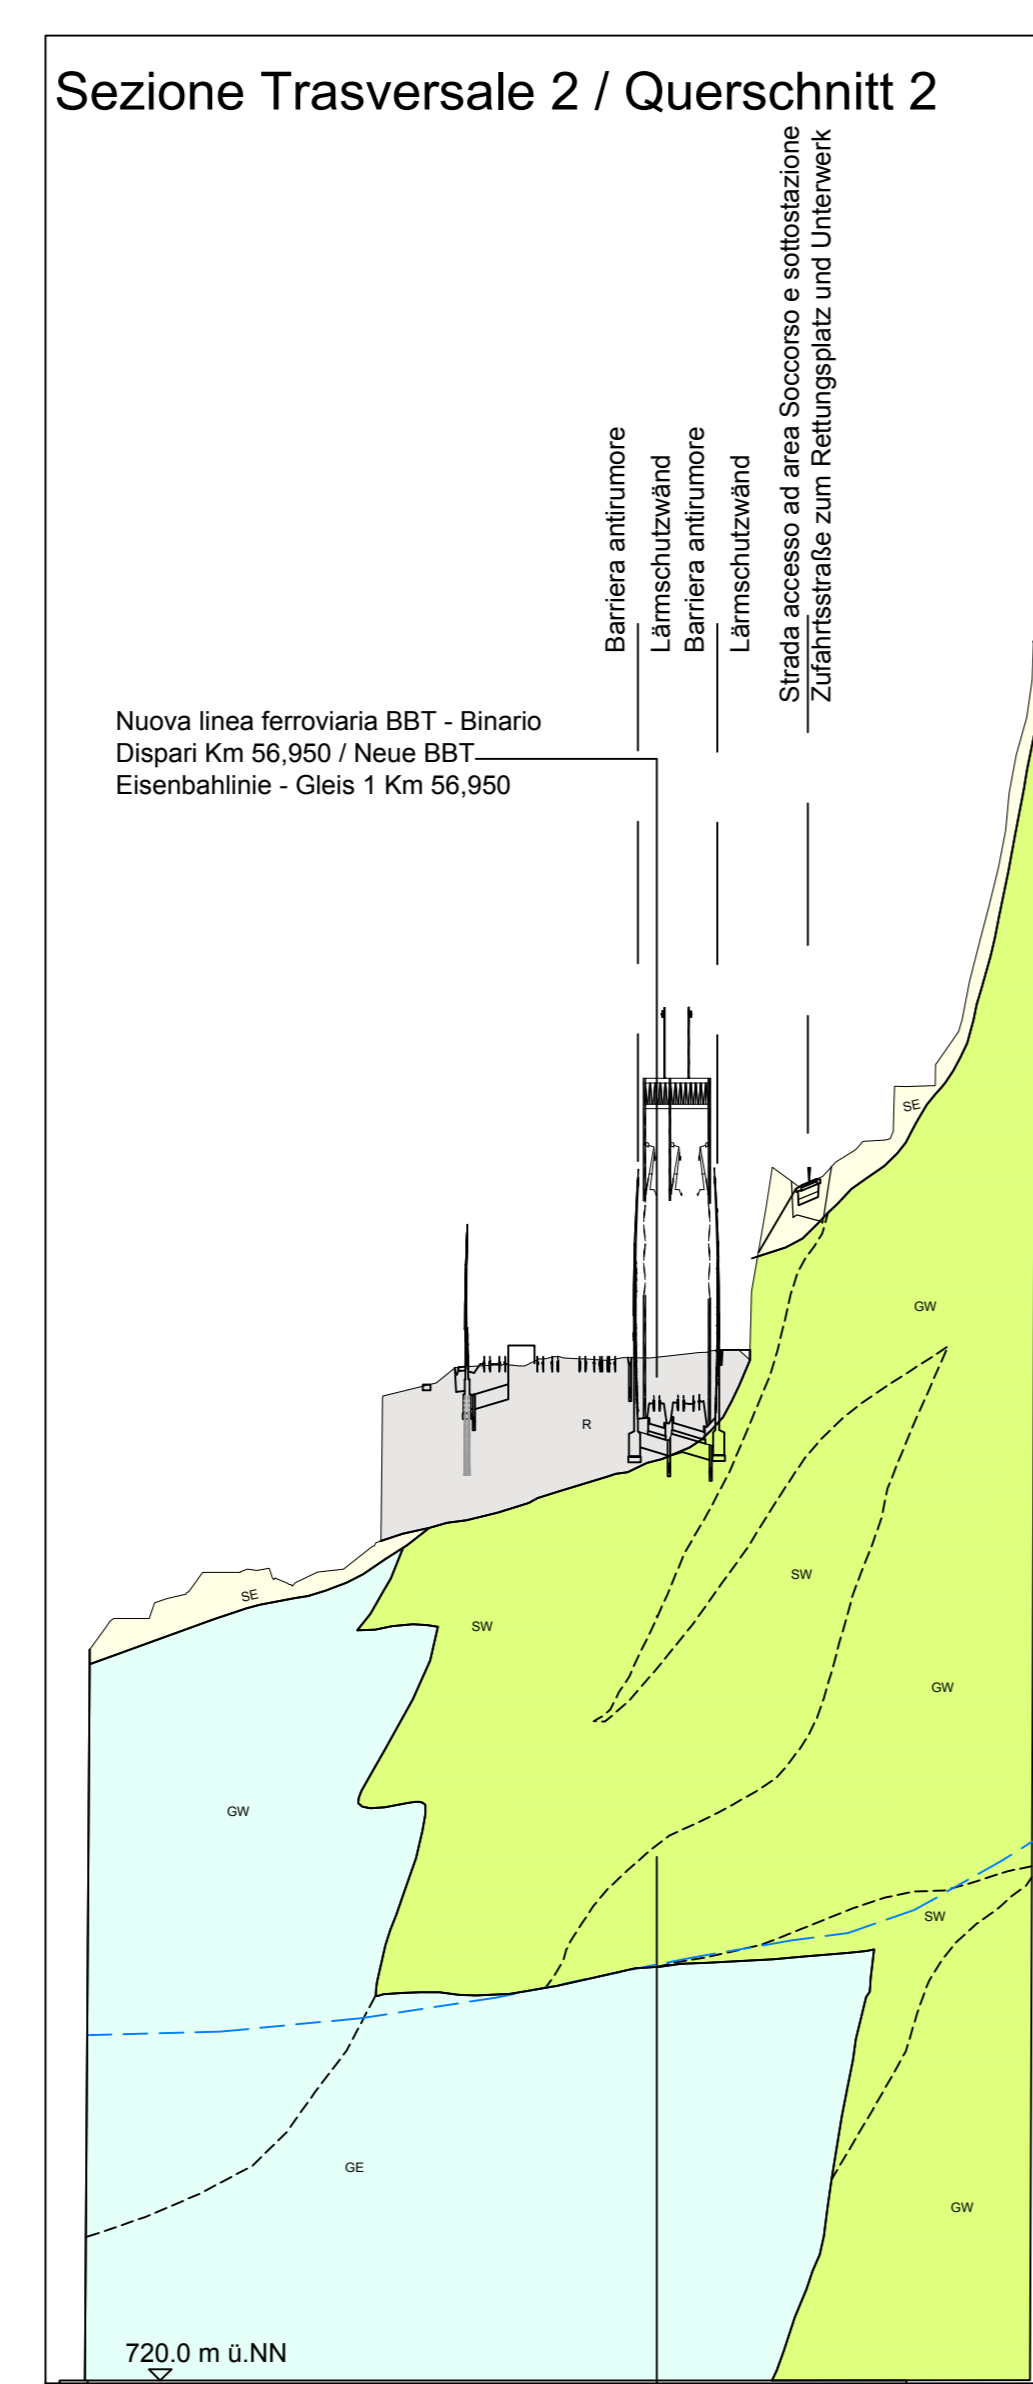 Sezione Trasversale 2 / Querschnitt 2
Strada accesso ad area Soccorso e sottostazione
Zufahrtsstraße zum Rettungsplatz und Unterwerk
Barriera antirumore
Lärmschutzwänd
Barriera antirumore
Lärmschutzwänd
Nuova linea ferroviaria BBT - Binario
Dispari Km 56,950 / Neue BBT
Eisenbahlinie - Gleis 1 Km 56,950
SE
GW
R
SW
SE
SW
GW
GW
SW
GE
GW
720.0 m ü.NN